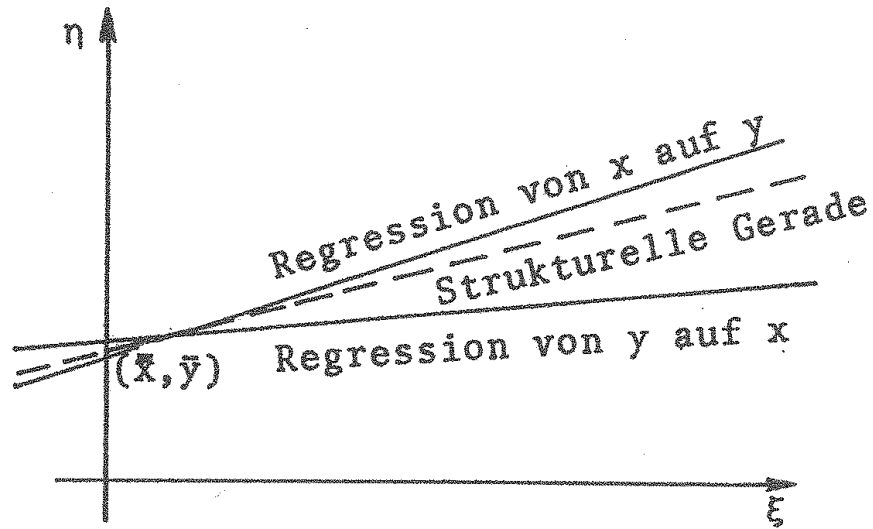 η
Regression von x auf y
Strukturelle Gerade
(x̄,ȳ)
Regression von y auf x
ξ